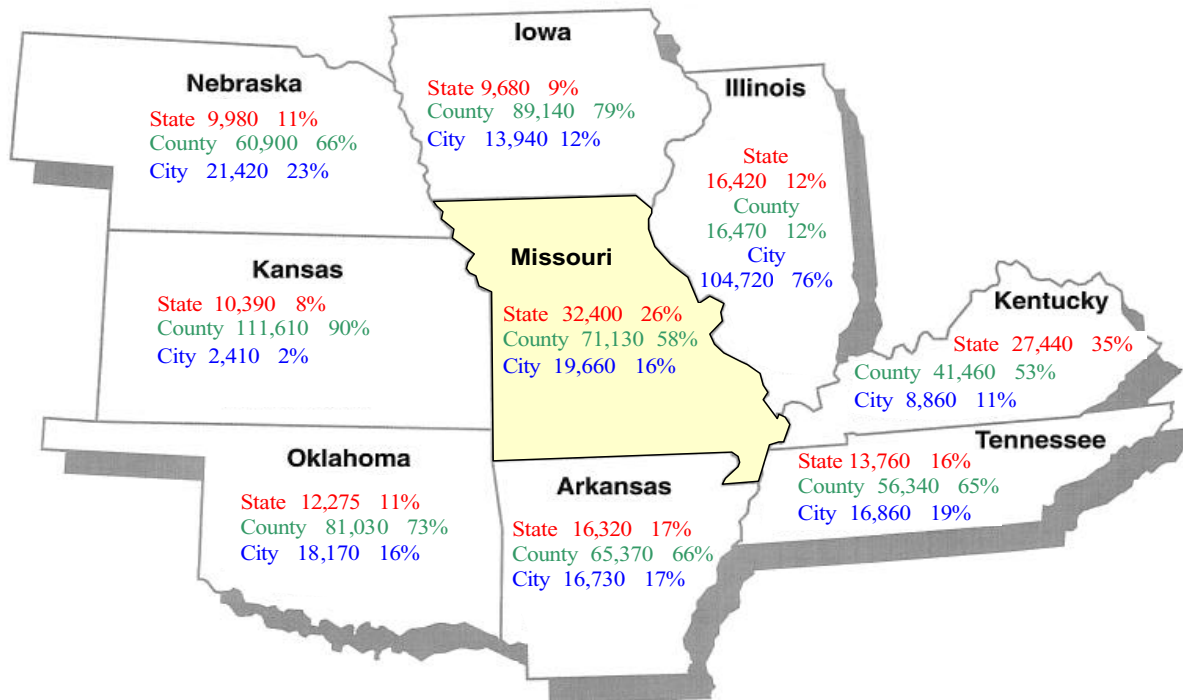 Iowa
State 9,680 9%
County 89,140 79%
City 13,940 12%
Nebraska
State 9,980 11%
County 60,900 66%
City 21,420 23%
Illinois
State
16,420 12%
County
16,470 12%
City
104,720 76%
Missouri
State 32,400 26%
County 71,130 58%
City 19,660 16%
Kansas
State 10,390 8%
County 111,610 90%
City 2,410 2%
Kentucky
State 27,440 35%
County 41,460 53%
City 8,860 11%
Tennessee
State 13,760 16%
County 56,340 65%
City 16,860 19%
Oklahoma
State 12,275 11%
County 81,030 73%
City 18,170 16%
Arkansas
State 16,320 17%
County 65,370 66%
City 16,730 17%